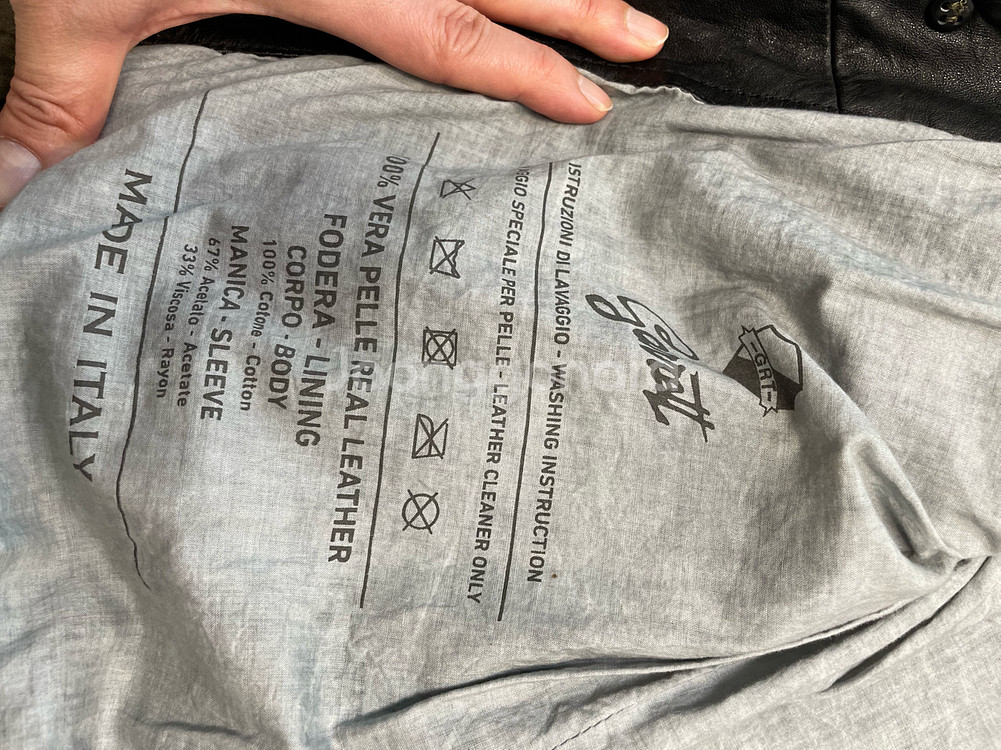 -GRT-
ISTRUZIONI DI LAVAGGIO - WASHING INSTRUCTION
GGIO SPECIALE PER PELLE - LEATHER CLEANER ONLY
00% VERA PELLE REAL LEATHER
FODERA - LINING
CORPO - BODY
100% Cotone - Cotton
MANICA - SLEEVE
67% Acetato - Acetate
33% Viscosa - Rayon
MADE IN ITALY